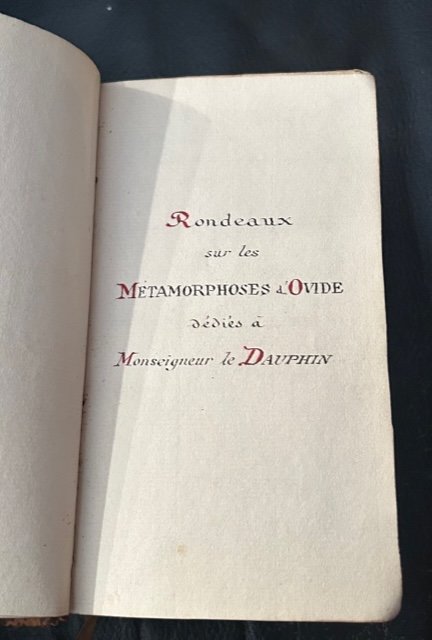 Rondeaux
sur les
MÉTAMORPHOSES d'OVIDE
dédiés à
Monseigneur le DAUPHIN